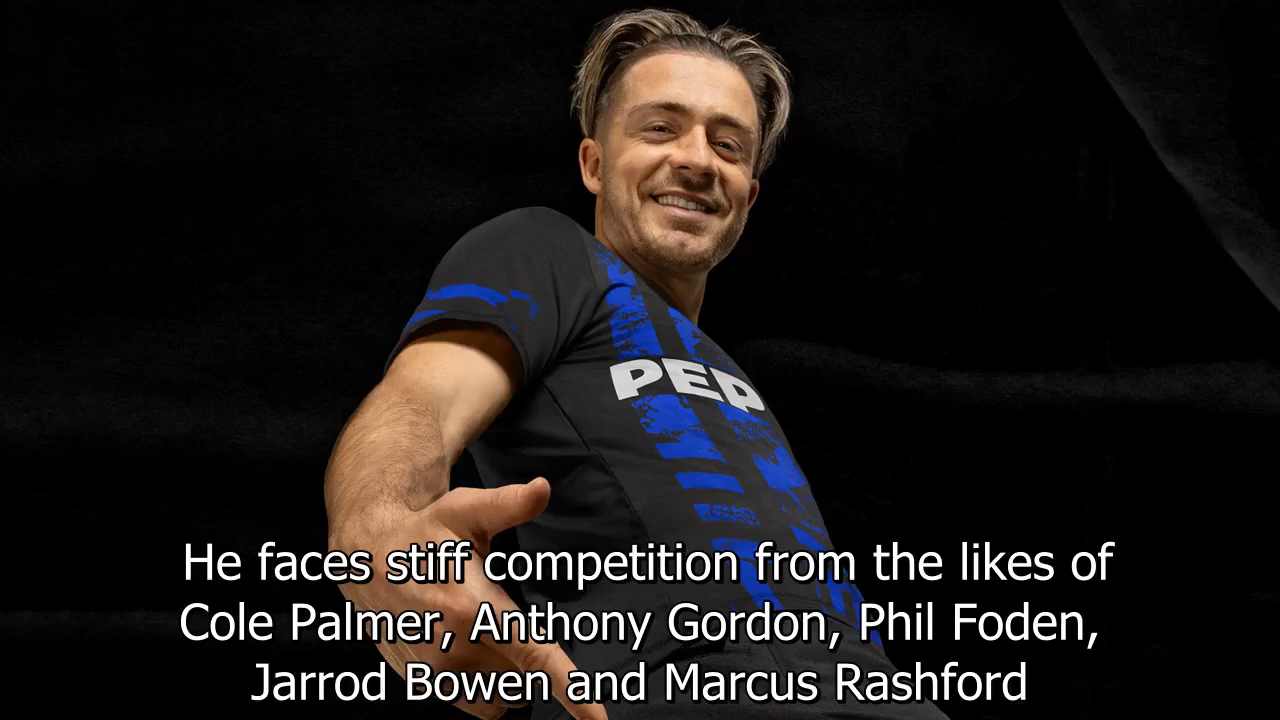 PEP
He faces stiff competition from the likes of
Cole Palmer, Anthony Gordon, Phil Foden,
Jarrod Bowen and Marcus Rashford